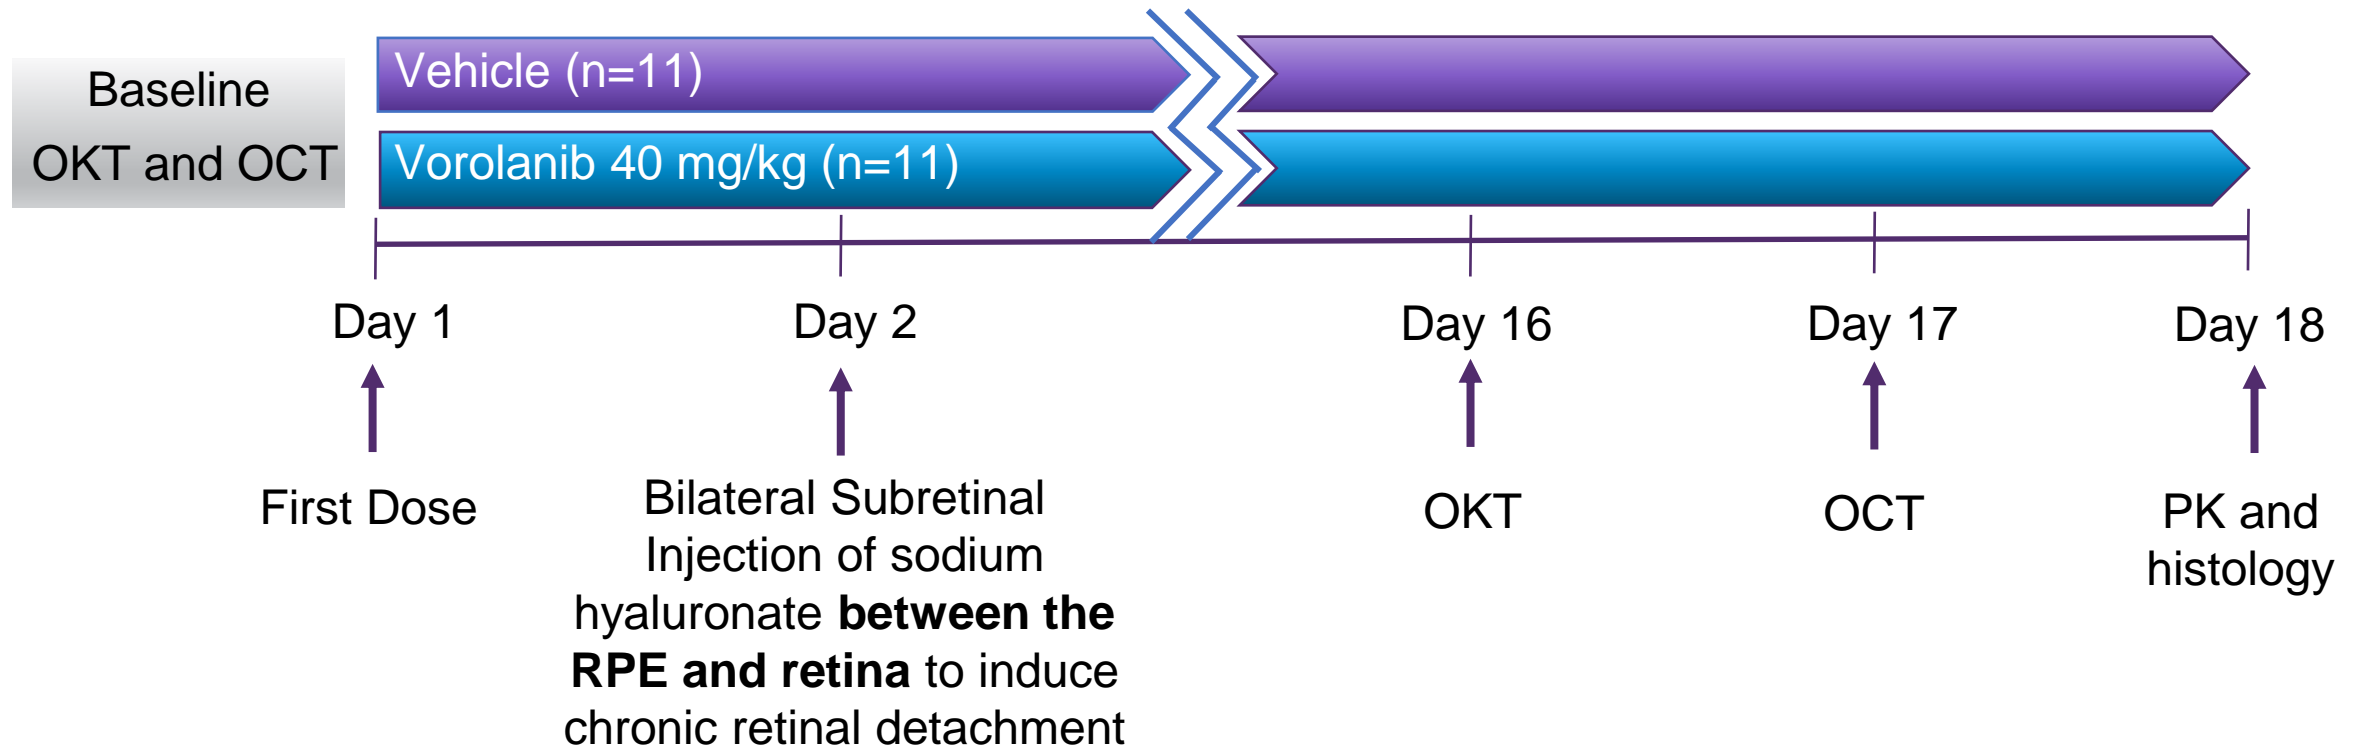 Baseline
OKT and OCT
Vehicle (n=11)
Vorolanib 40 mg/kg (n=11)
Day 1
Day 2
Day 16
Day 17
Day 18
First Dose
Bilateral Subretinal
Injection of sodium
hyaluronate between the
RPE and retina to induce
chronic retinal detachment
OKT
OCT
PK and
histology